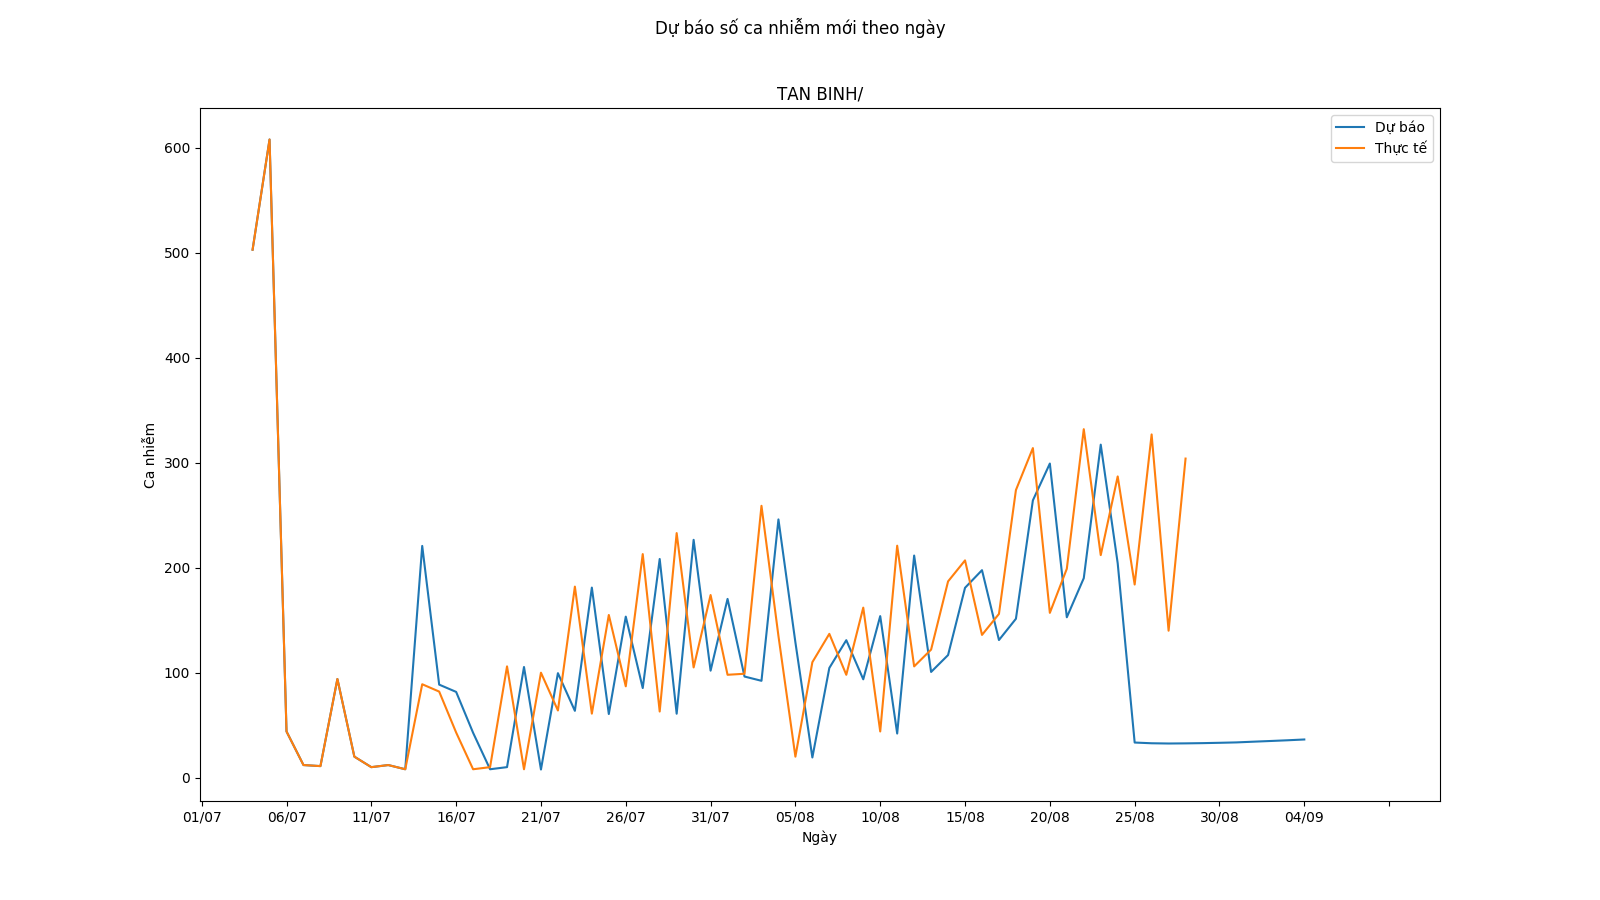 Dự báo số ca nhiễm mới theo ngày
TAN BINH/
Dự báo
Thực tế
600
500
400
300
200
100
0
Ca nhiễm
01/07 06/07 11/07 16/07 21/07 26/07 31/07 05/08 10/08 15/08 20/08 25/08 30/08 04/09
Ngày